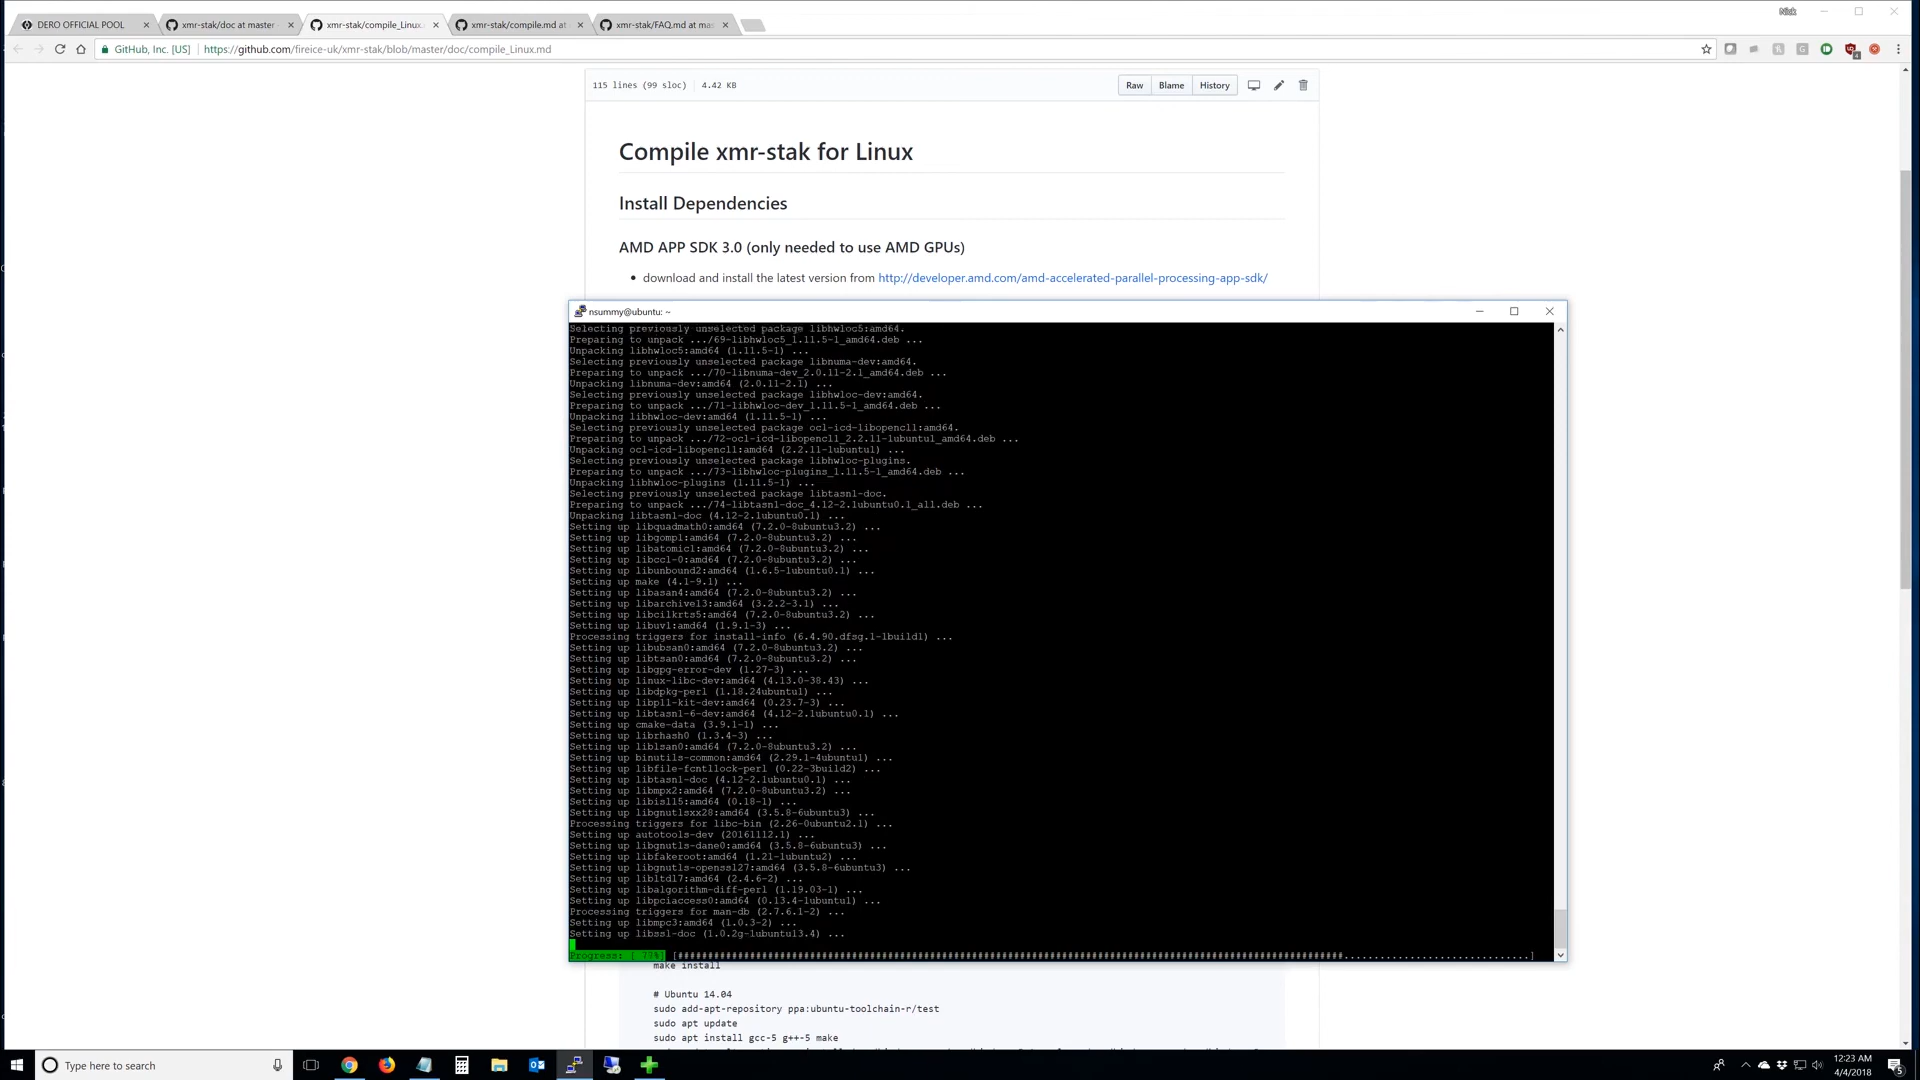 DERO OFFICIAL POOL
xmr-stak/doc at master
xmr-stak/compile_Linux.
xmr-stak/compile.md at
xmr-stak/FAQ.md at mas
Nick
GitHub, Inc. [US]
https://github.com/fireice-uk/xmr-stak/blob/master/doc/compile_Linux.md
115 lines (99 sloc) 4.42 KB
Raw
Blame
History
Compile xmr-stak for Linux
Install Dependencies
AMD APP SDK 3.0 (only needed to use AMD GPUs)
download and install the latest version from http://developer.amd.com/amd-accelerated-parallel-processing-app-sdk/
nsummy@ubuntu: ~
Selecting previously unselected package libhwloc5:amd64.
Preparing to unpack .../69-libhwloc5_1.11.5-1_amd64.deb ...
Unpacking libhwloc5:amd64 (1.11.5-1) ...
Selecting previously unselected package libnuma-dev:amd64.
Preparing to unpack .../70-libnuma-dev_2.0.11-2.1_amd64.deb ...
Unpacking libnuma-dev:amd64 (2.0.11-2.1) ...
Selecting previously unselected package libhwloc-dev:amd64.
Preparing to unpack .../71-libhwloc-dev_1.11.5-1_amd64.deb ...
Unpacking libhwloc-dev:amd64 (1.11.5-1) ...
Selecting previously unselected package ocl-icd-libopencl1:amd64.
Preparing to unpack .../72-ocl-icd-libopencl1_2.2.11-1ubuntu1_amd64.deb ...
Unpacking ocl-icd-libopencl1:amd64 (2.2.11-1ubuntu1) ...
Selecting previously unselected package libhwloc-plugins.
Preparing to unpack .../73-libhwloc-plugins_1.11.5-1_amd64.deb ...
Unpacking libhwloc-plugins (1.11.5-1) ...
Selecting previously unselected package libtasn1-doc.
Preparing to unpack .../74-libtasn1-doc_4.12-2.1ubuntu0.1_all.deb ...
Unpacking libtasn1-doc (4.12-2.1ubuntu0.1) ...
Setting up libquadmath0:amd64 (7.2.0-8ubuntu3.2) ...
Setting up libgomp1:amd64 (7.2.0-8ubuntu3.2) ...
Setting up libatomic1:amd64 (7.2.0-8ubuntu3.2) ...
Setting up libcc1-0:amd64 (7.2.0-8ubuntu3.2) ...
Setting up libunbound2:amd64 (1.6.5-1ubuntu0.1) ...
Setting up make (4.1-9.1) ...
Setting up libasan4:amd64 (7.2.0-8ubuntu3.2) ...
Setting up libarchive13:amd64 (3.2.2-3.1) ...
Setting up libcilkrts5:amd64 (7.2.0-8ubuntu3.2) ...
Setting up libuv1:amd64 (1.9.1-3) ...
Processing triggers for install-info (6.4.90.dfsg.1-1build1) ...
Setting up libubsan0:amd64 (7.2.0-8ubuntu3.2) ...
Setting up libtsan0:amd64 (7.2.0-8ubuntu3.2) ...
Setting up libgpg-error-dev (1.27-3) ...
Setting up linux-libc-dev:amd64 (4.13.0-38.43) ...
Setting up libdpkg-perl (1.18.24ubuntu1) ...
Setting up libp11-kit-dev:amd64 (0.23.7-3) ...
Setting up libtasn1-6-dev:amd64 (4.12-2.1ubuntu0.1) ...
Setting up cmake-data (3.9.1-1) ...
Setting up librhash0 (1.3.4-3) ...
Setting up liblsan0:amd64 (7.2.0-8ubuntu3.2) ...
Setting up binutils-common:amd64 (2.29.1-4ubuntu1) ...
Setting up libfile-fcntllock-perl (0.22-3build2) ...
Setting up libtasn1-doc (4.12-2.1ubuntu0.1) ...
Setting up libmpx2:amd64 (7.2.0-8ubuntu3.2) ...
Setting up libisl15:amd64 (0.18-1) ...
Setting up libgnutlsxx28:amd64 (3.5.8-6ubuntu3) ...
Processing triggers for libc-bin (2.26-0ubuntu2.1) ...
Setting up autotools-dev (20161112.1) ...
Setting up libgnutls-dane0:amd64 (3.5.8-6ubuntu3) ...
Setting up libfakeroot:amd64 (1.21-1ubuntu2) ...
Setting up libgnutls-openssl27:amd64 (3.5.8-6ubuntu3) ...
Setting up libltdl7:amd64 (2.4.6-2) ...
Setting up libalgorithm-diff-perl (1.19.03-1) ...
Setting up libpciaccess0:amd64 (0.13.4-1ubuntu1) ...
Processing triggers for man-db (2.7.6.1-2) ...
Setting up libmpc3:amd64 (1.0.3-2) ...
Setting up libssl-doc (1.0.2g-1ubuntu13.4) ...
Progress: [ 78%]
make install
# Ubuntu 14.04
sudo add-apt-repository ppa:ubuntu-toolchain-r/test
sudo apt update
sudo apt install gcc-5 g++-5 make
Type here to search
12:23 AM
4/4/2018